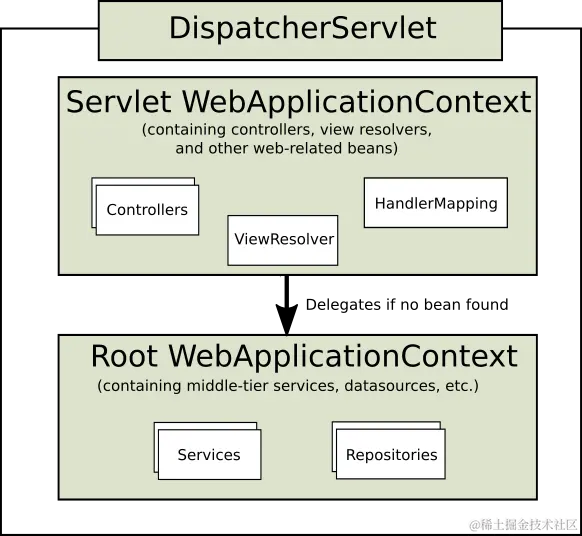 DispatcherServlet
Servlet WebApplicationContext
(containing controllers, view resolvers,
and other web-related beans)
Controllers
HandlerMapping
ViewResolver
Delegates if no bean found
Root WebApplicationContext
(containing middle-tier services, datasources, etc.)
Services
Repositories
@稀土掘金技术社区